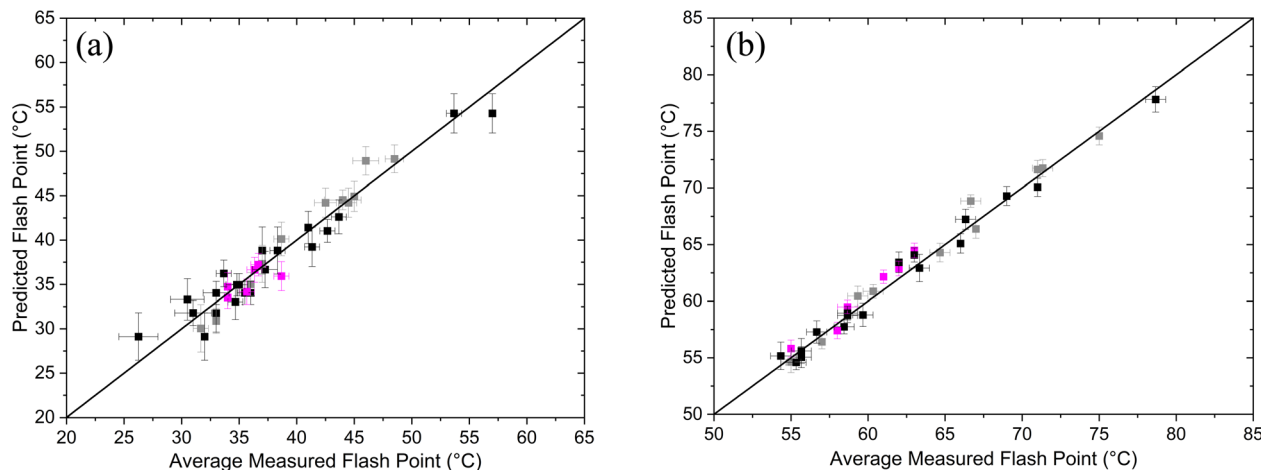 (a)
Predicted Flash Point (°C)
65
60
55
50
45
40
35
30
25
20
20 25 30 35 40 45 50 55 60 65
Average Measured Flash Point (°C)
(b)
Predicted Flash Point (°C)
85
80
75
70
65
60
55
50
50 55 60 65 70 75 80 85
Average Measured Flash Point (°C)